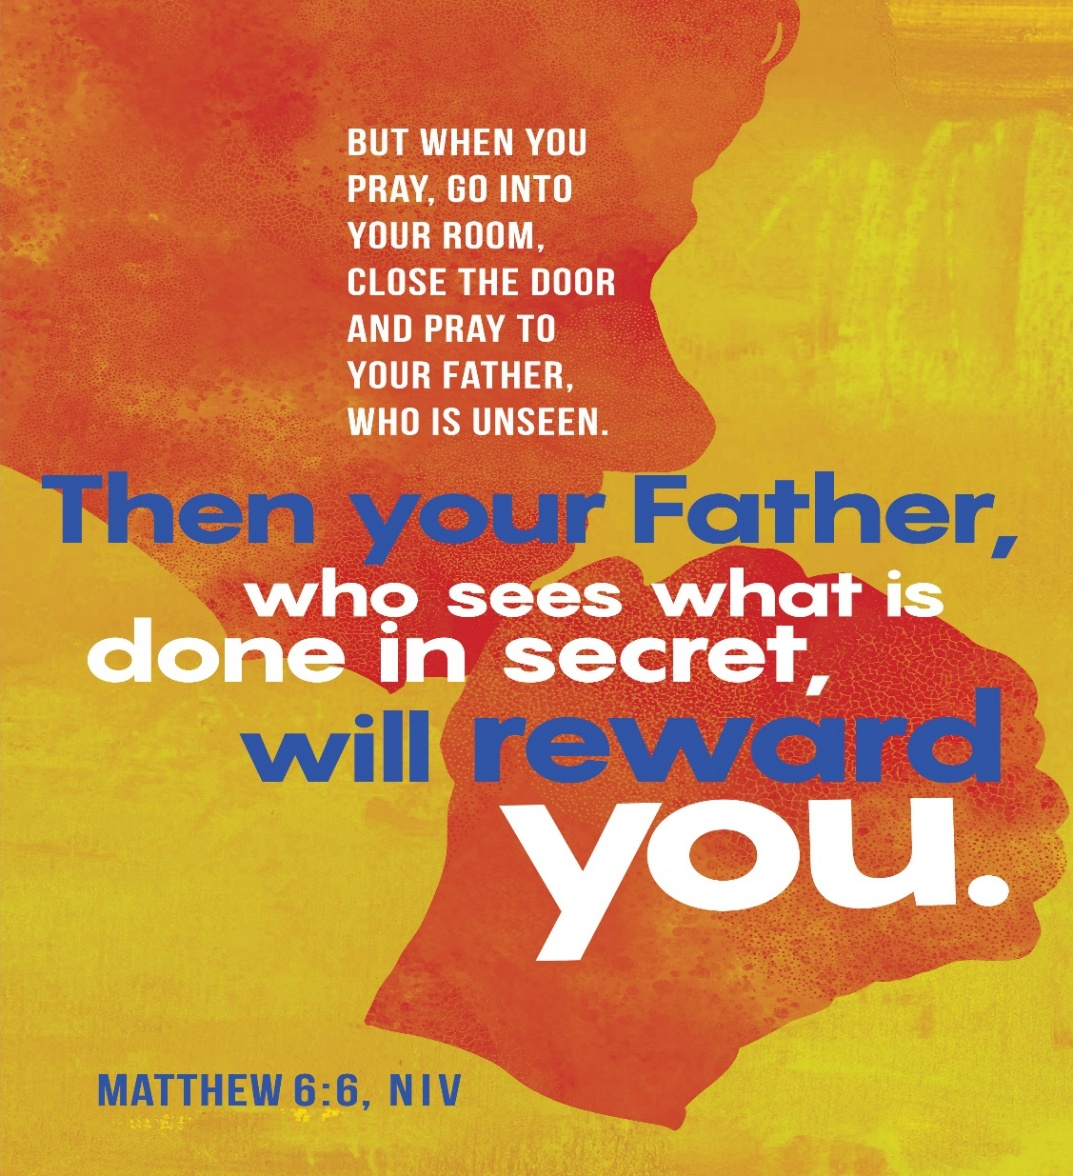 BUT WHEN YOU
PRAY, GO INTO
YOUR ROOM,
CLOSE THE DOOR
AND PRAY TO
YOUR FATHER,
WHO IS UNSEEN.
Then your Father,
who sees what is
done in secret,
will reward
you.
MATTHEW 6:6, NIV